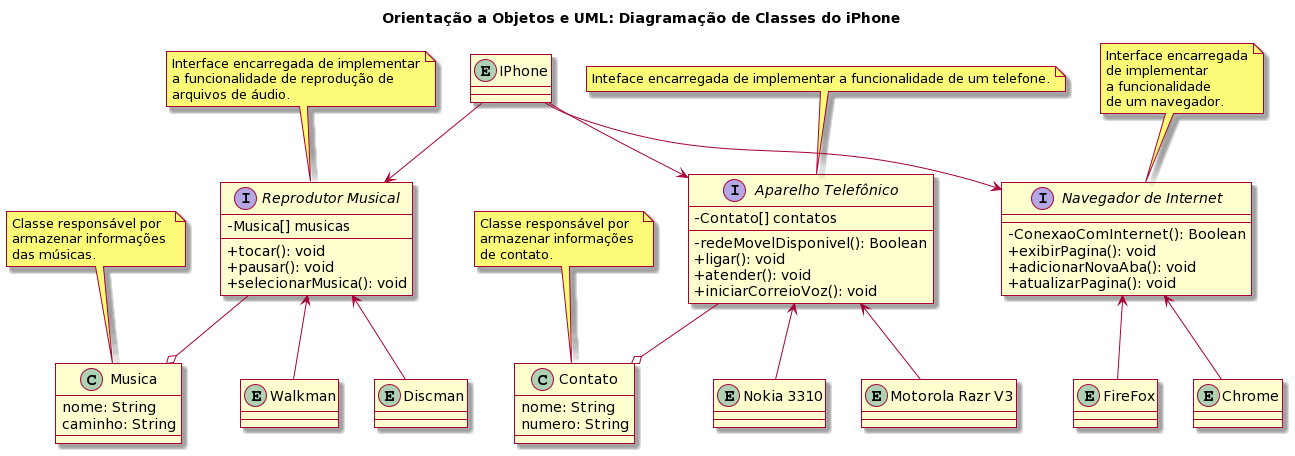 Orientação a Objetos e UML: Diagramação de Classes do iPhone
Interface encarregada de implementar
a funcionalidade de reprodução de
arquivos de áudio.
E IPhone
Inteface encarregada de implementar a funcionalidade de um telefone.
Interface encarregada
de implementar
a funcionalidade
de um navegador.
Classe responsável por
armazenar informações
das músicas.
I Reprodutor Musical
-Musica[] musicas
+tocar(): void
+pausar(): void
+selecionarMusica(): void
Classe responsável por
armazenar informações
de contato.
I Aparelho Telefônico
-Contato[] contatos
-redeMovelDisponivel(): Boolean
+ligar(): void
+atender(): void
+iniciarCorreioVoz(): void
I Navegador de Internet
-ConexaoComInternet(): Boolean
+exibirPagina(): void
+adicionarNovaAba(): void
+atualizarPagina(): void
C Musica
nome: String
caminho: String
E Walkman
E Discman
C Contato
nome: String
numero: String
E Nokia 3310
E Motorola Razr V3
E FireFox
E Chrome